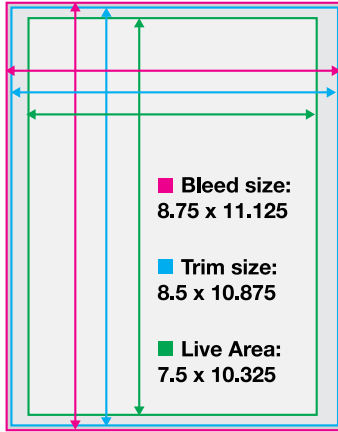 Bleed size:
8.75 x 11.125
Trim size:
8.5 x 10.875
Live Area:
7.5 x 10.325